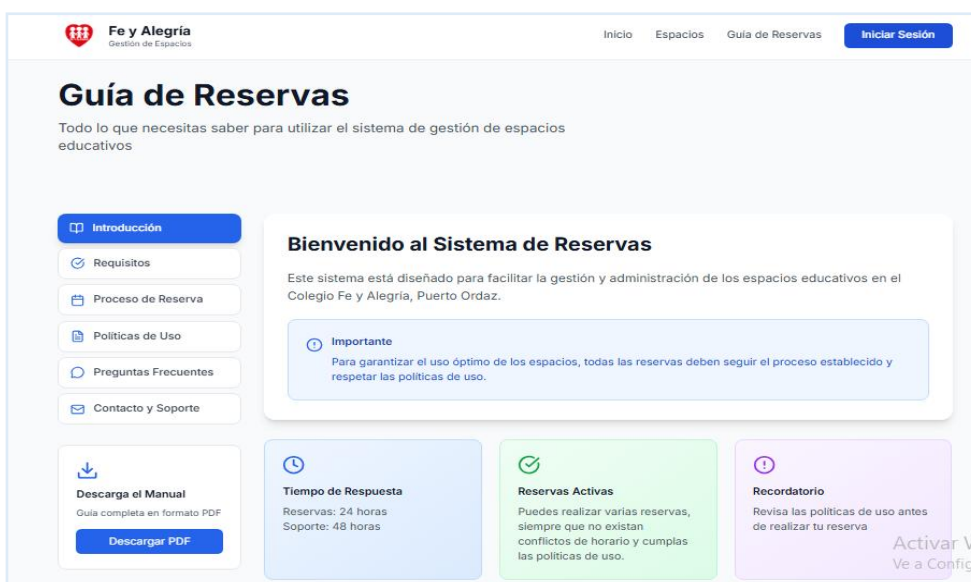 Fe y Alegría
Gestión de Espacios
Inicio
Espacios
Guía de Reservas
Iniciar Sesión
Guía de Reservas
Todo lo que necesitas saber para utilizar el sistema de gestión de espacios
educativos
Introducción
Requisitos
Proceso de Reserva
Políticas de Uso
Preguntas Frecuentes
Contacto y Soporte
Descarga el Manual
Guía completa en formato PDF
Descargar PDF
Bienvenido al Sistema de Reservas
Este sistema está diseñado para facilitar la gestión y administración de los espacios educativos en el
Colegio Fe y Alegría, Puerto Ordaz.
Importante
Para garantizar el uso óptimo de los espacios, todas las reservas deben seguir el proceso establecido y
respetar las políticas de uso.
Tiempo de Respuesta
Reservas: 24 horas
Soporte: 48 horas
Reservas Activas
Puedes realizar varias reservas,
siempre que no existan
conflictos de horario y cumplas
las políticas de uso.
Recordatorio
Revisa las políticas de uso antes
de realizar tu reserva
Activar
Ve a